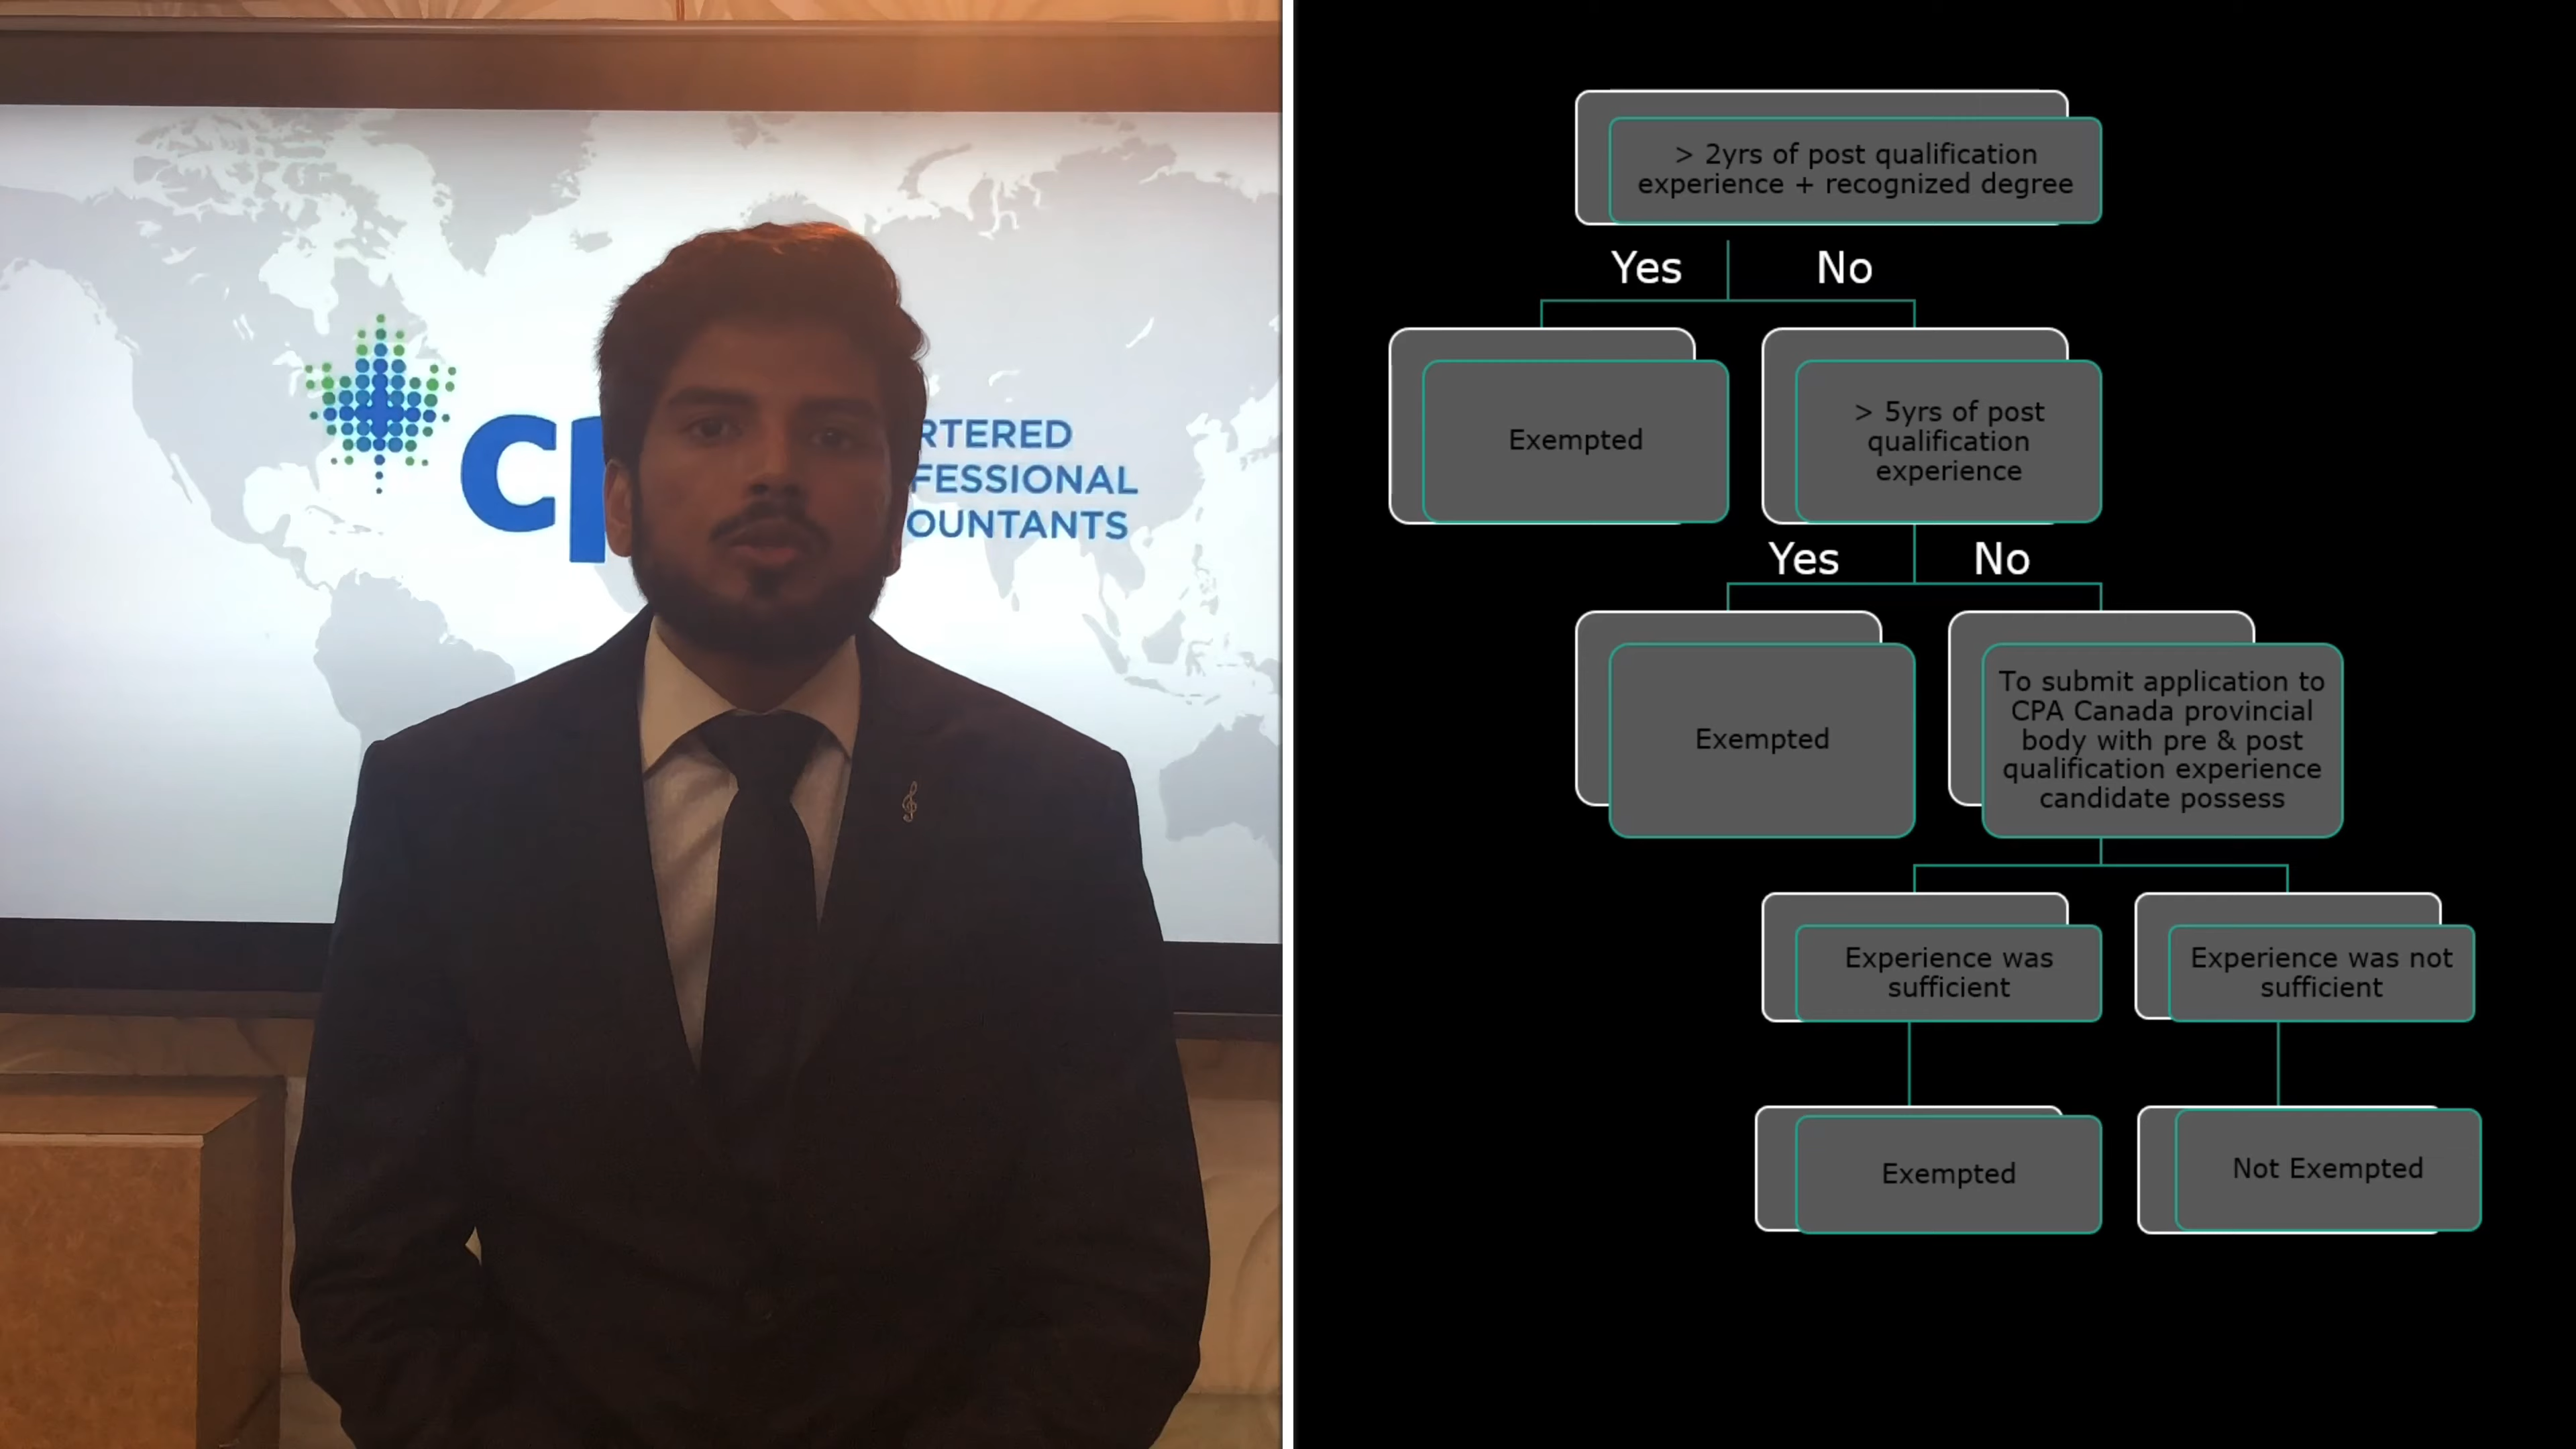 cp
RTERED
FESSIONAL
OUNTANTS
> 2yrs of post qualification
experience + recognized degree
Yes
No
Exempted
> 5yrs of post
qualification
experience
Yes
No
Exempted
To submit application to
CPA Canada provincial
body with pre & post
qualification experience
candidate possess
Experience was
sufficient
Experience was not
sufficient
Exempted
Not Exempted